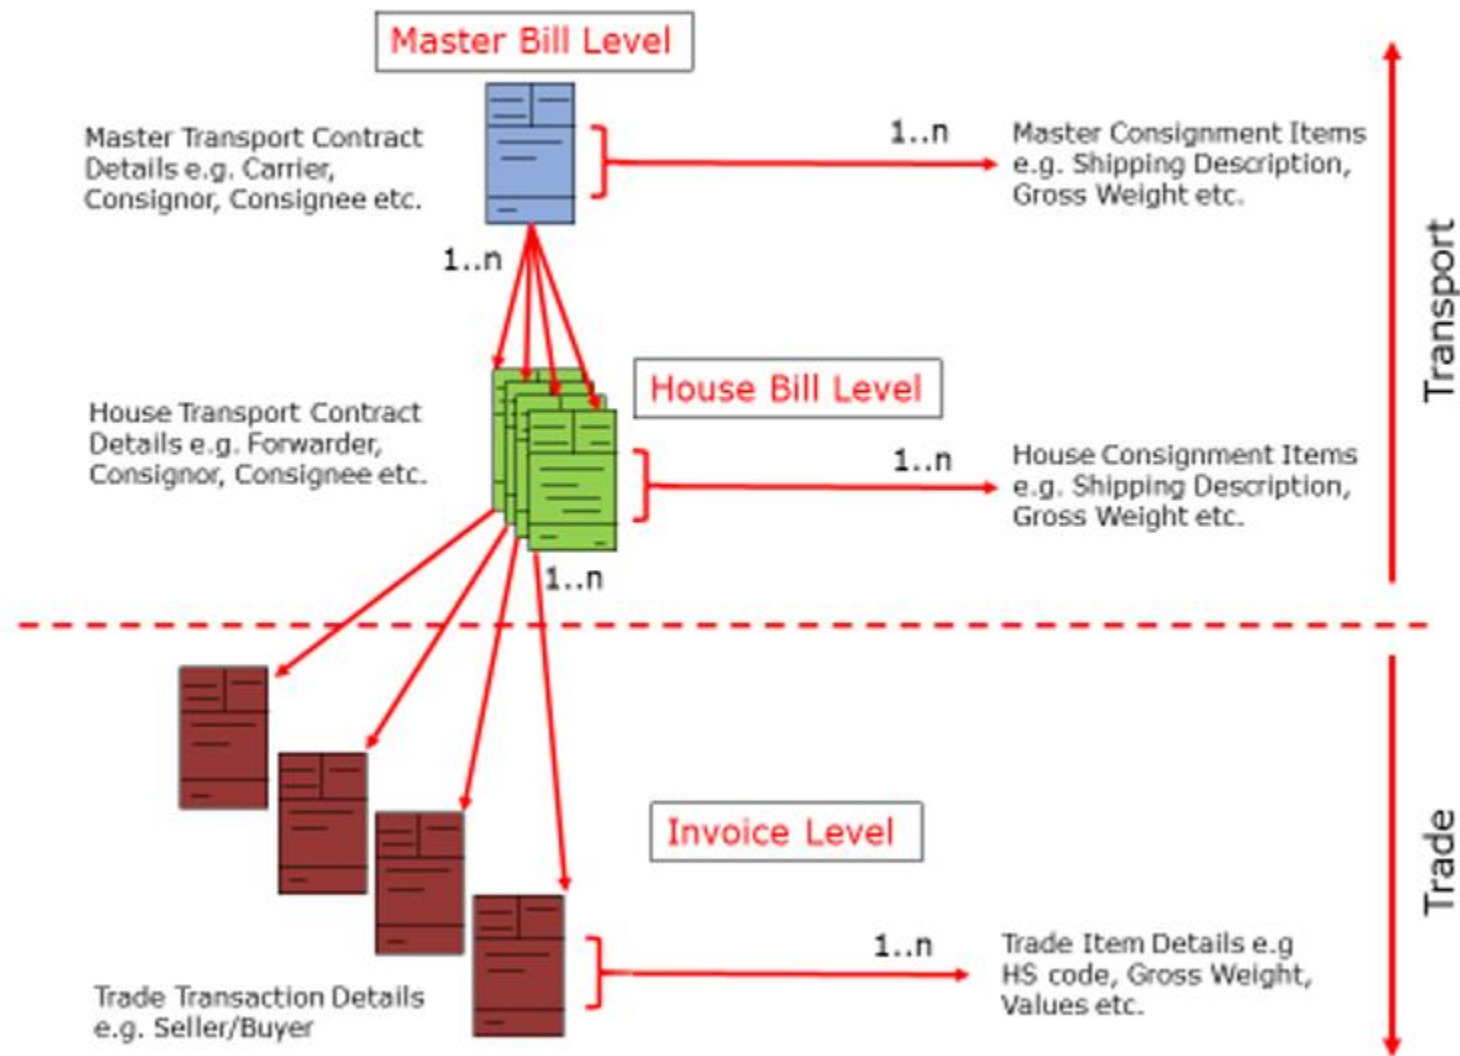 Master Bill Level
Master Transport Contract
Details e.g. Carrier,
Consignor, Consignee etc.
1..n
Master Consignment Items
e.g. Shipping Description,
Gross Weight etc.
1..n
Transport
House Bill Level
House Transport Contract
Details e.g. Forwarder,
Consignor, Consignee etc.
1..n
House Consignment Items
e.g. Shipping Description,
Gross Weight etc.
1..n
Invoice Level
Trade
1..n
Trade Item Details e.g
HS code, Gross Weight,
Values etc.
Trade Transaction Details
e.g. Seller/Buyer